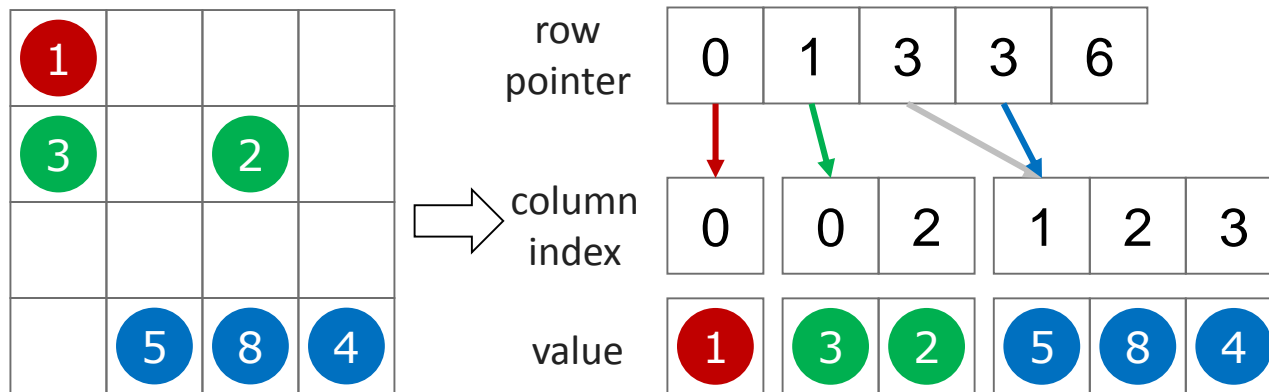 1
3 2
5 8 4
row
pointer
0 1 3 3 6
column
index
0 0 2 1 2 3
value
1 3 2 5 8 4